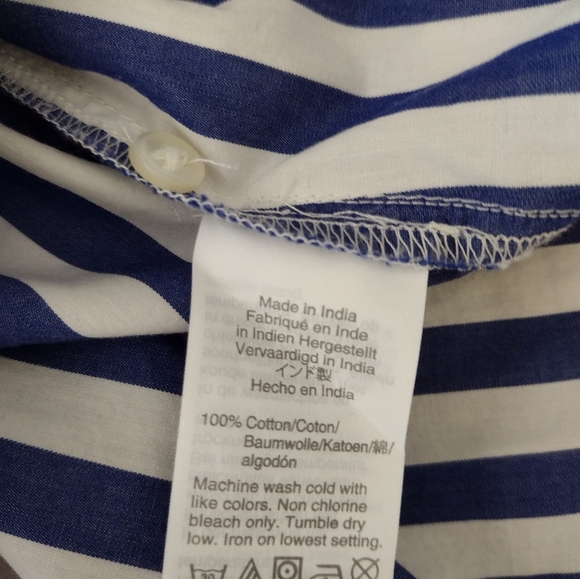 Made in India
Fabriqué en Inde
in Indien Hergestellt
Vervaardigd in India
インド製
Hecho en India
100% Cotton/Coton/
Baumwolle/Katoen/綿/
algodón
Machine wash cold with
like colors. Non chlorine
bleach only. Tumble dry
low. Iron on lowest setting.
30